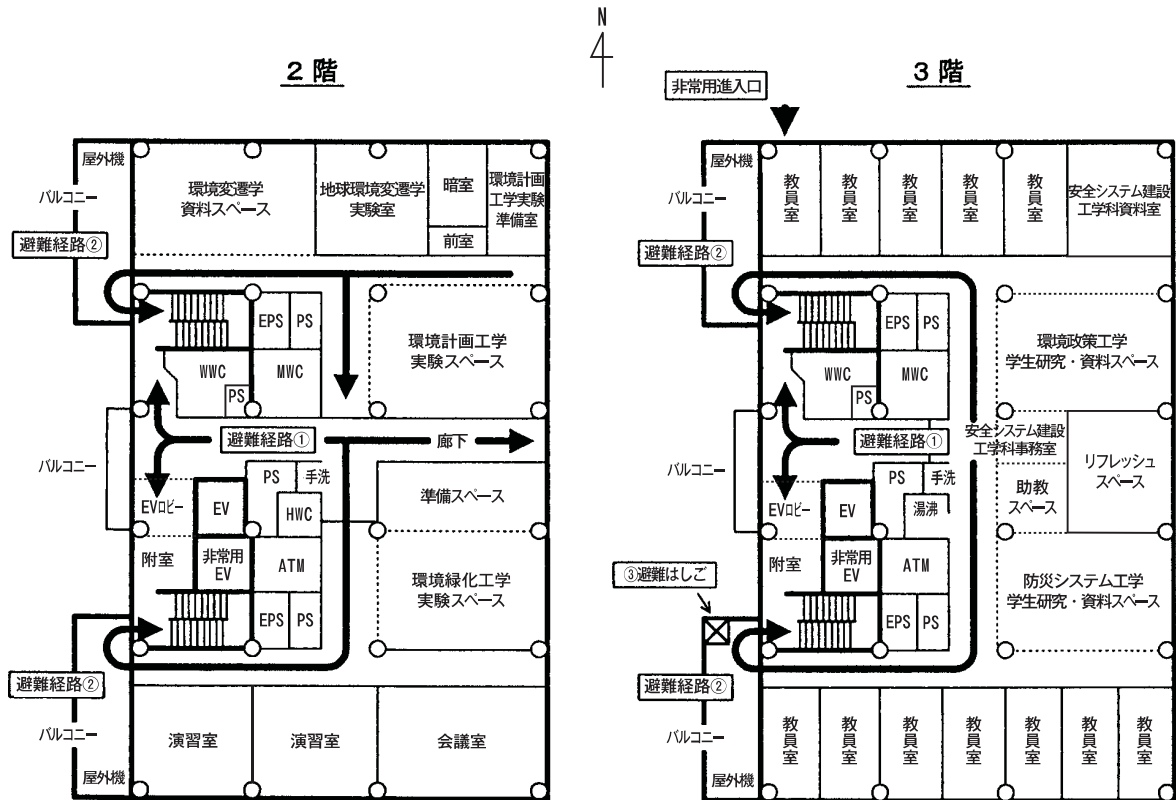 N
2 階
屋外機
バルコニー
避難経路②
環境変遷学
資料スペース
地球環境変遷学
実験室
暗室
前室
環境計画
工学実験
準備室
EPS
PS
WWC
MWC
PS
環境計画工学
実験スペース
避難経路①
廊下
バルコニー
EVロビー
EV
PS
手洗
HWC
準備スペース
附室
非常用
EV
ATM
環境緑化工学
実験スペース
EPS
PS
避難経路②
バルコニー
屋外機
演習室
演習室
会議室
3 階
非常用進入口
屋外機
バルコニー
避難経路②
教員室
教員室
教員室
教員室
教員室
安全システム建設
工学科資料室
EPS
PS
WWC
MWC
PS
環境政策工学
学生研究・資料スペース
避難経路①
安全システム建設
工学科事務室
リフレッシュ
スペース
助教
スペース
バルコニー
EVロビー
EV
PS
手洗
湯沸
附室
非常用
EV
ATM
防災システム工学
学生研究・資料スペース
③避難はしご
EPS
PS
避難経路②
バルコニー
屋外機
教員室
教員室
教員室
教員室
教員室
教員室
教員室